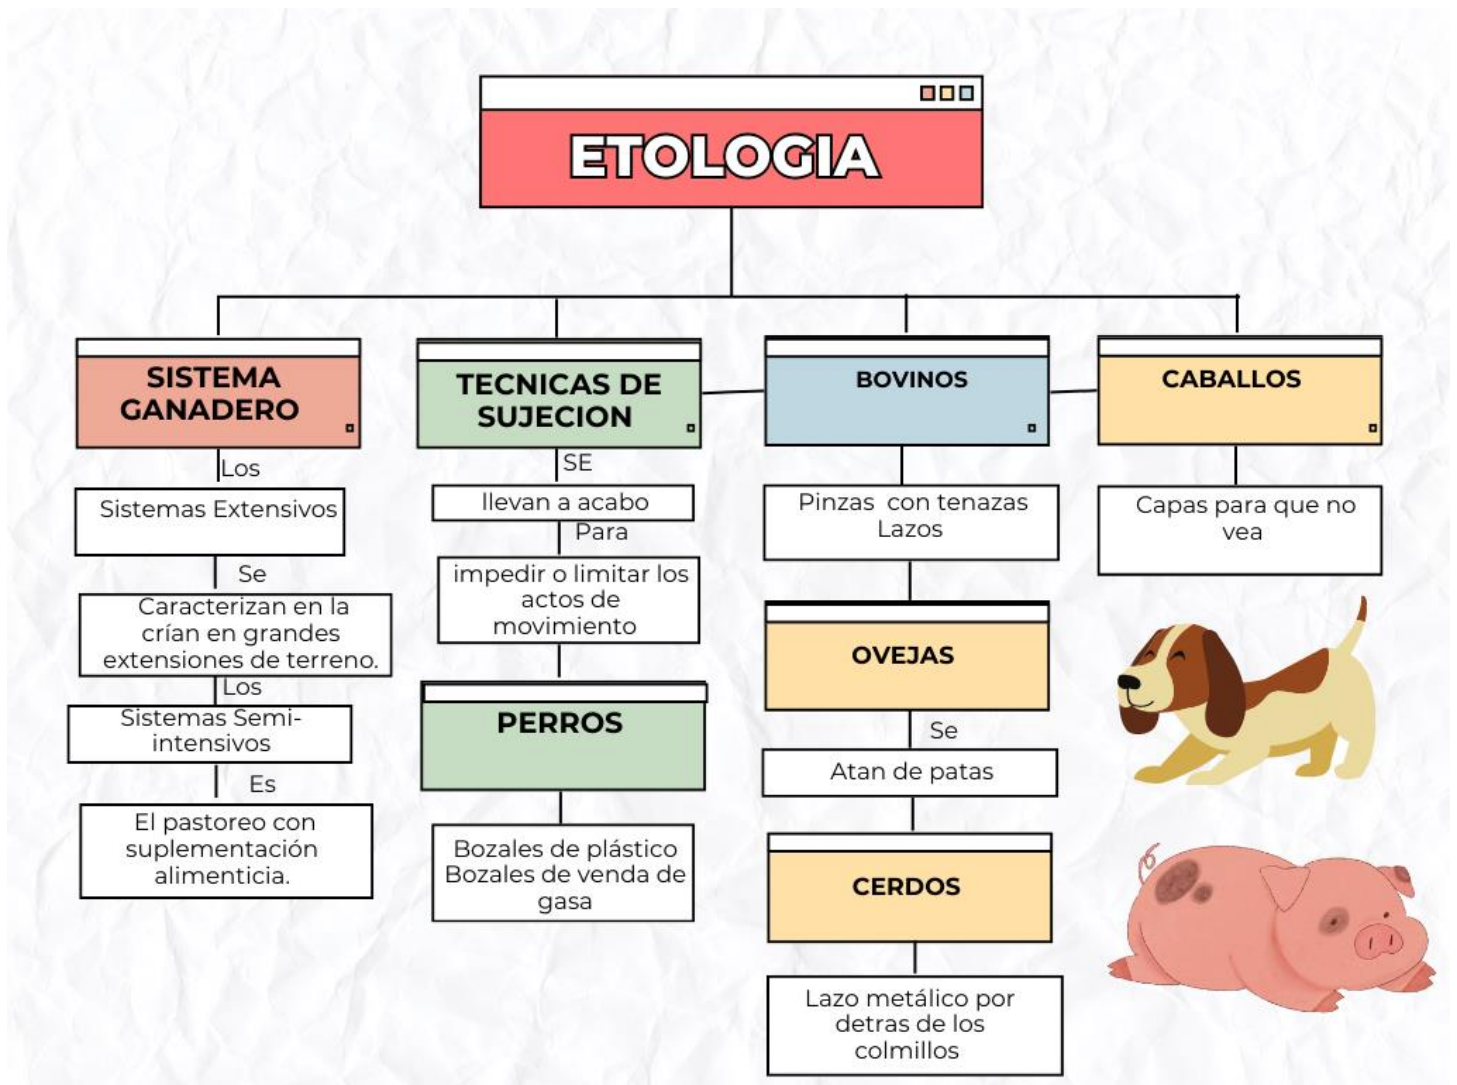 ETOLOGIA
SISTEMA
GANADERO
Los
Sistemas Extensivos
Se
Caracterizan en la
crían en grandes
extensiones de terreno.
Los
Sistemas Semi-
intensivos
Es
El pastoreo con
suplementación
alimenticia.
TECNICAS DE
SUJECION
SE
llevan a acabo
Para
impedir o limitar los
actos de
movimiento
PERROS
Bozales de plástico
Bozales de venda de
gasa
BOVINOS
Pinzas con tenazas
Lazos
OVEJAS
Se
Atan de patas
CERDOS
Lazo metálico por
detras de los
colmillos
CABALLOS
Capas para que no
vea